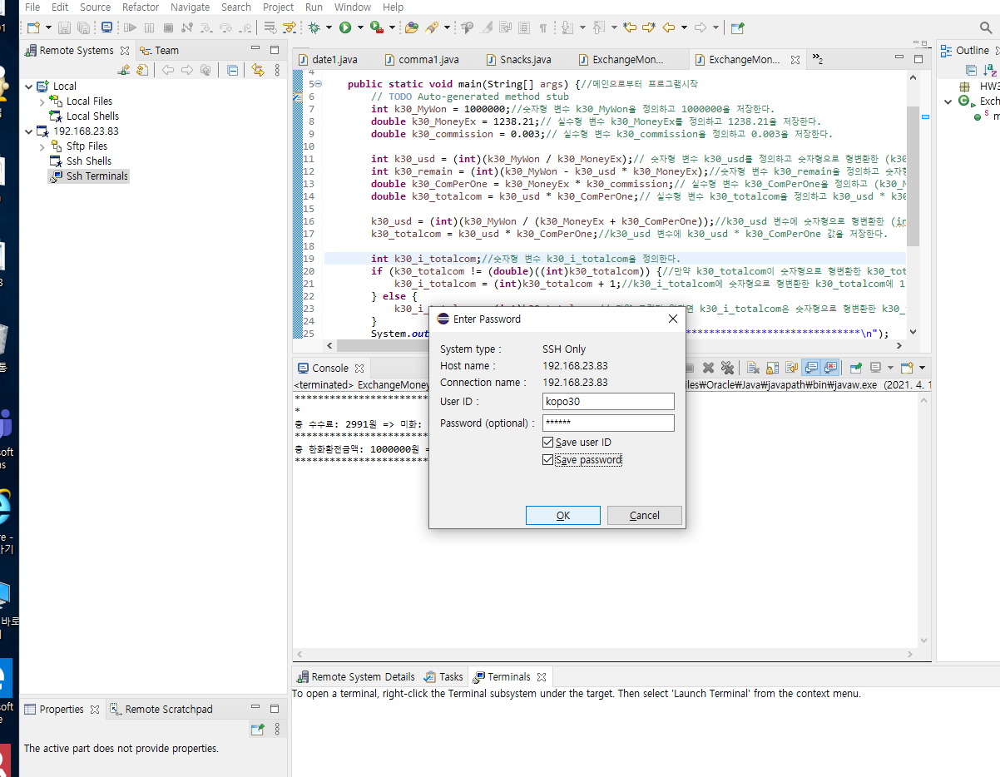 File Edit Source Refactor Navigate Search Project Run Window Help
Remote Systems Team
Local
Local Files
Local Shells
192.168.23.83
Sftp Files
Ssh Shells
Ssh Terminals
date1.java comma1.java Snacks.java ExchangeMon... ExchangeMon... »2
4
5 public static void main(String[] args) {//메인으로부터 프로그램시작
6 // TODO Auto-generated method stub
7 int k30_MyWon = 1000000;//숫자형 변수 k30_MyWon을 정의하고 1000000을 저장한다.
8 double k30_MoneyEx = 1238.21;// 실수형 변수 k30_MoneyEx를 정의하고 1238.21을 저장한다.
9 double k30_commission = 0.003;// 실수형 변수 k30_commission을 정의하고 0.003을 저장한다.
10
11 int k30_usd = (int)(k30_MyWon / k30_MoneyEx);// 숫자형 변수 k30_usd를 정의하고 숫자형으로 형변환한 (k30
12 int k30_remain = (int)(k30_MyWon - k30_usd * k30_MoneyEx);//숫자형 변수 k30_remain을 정의하고 숫자형
13 double k30_ComPerOne = k30_MoneyEx * k30_commission;// 실수형 변수 k30_ComPerOne을 정의하고 (k30_M
14 double k30_totalcom = k30_usd * k30_ComPerOne;// 실수형 변수 k30_totalcom을 정의하고 k30_usd * k30
15
16 k30_usd = (int)(k30_MyWon / (k30_MoneyEx + k30_ComPerOne));//k30_usd 변수에 숫자형으로 형변환한 (in
17 k30_totalcom = k30_usd * k30_ComPerOne;//k30_usd 변수에 k30_usd * k30_ComPerOne 값을 저장한다.
18
19 int k30_i_totalcom;//숫자형 변수 k30_i_totalcom을 정의한다.
20 if (k30_totalcom != (double)((int)k30_totalcom)) {//만약 k30_totalcom이 숫자형으로 형변환한 k30_tot
21 k30_i_totalcom = (int)k30_totalcom + 1;//k30_i_totalcom에 숫자형으로 형변환한 k30_totalcom에 1
22 } else {
23 k30_i k30_i_totalcom은 숫자형으로 형변환한 k30_
24 }
25 System.out *******************************\n");
Outline
HW3
Exch
m
Enter Password
System type : SSH Only
Host name : 192.168.23.83
Connection name : 192.168.23.83
User ID : kopo30
Password (optional) : ******
Save user ID
Save password
OK Cancel
Console
<terminated> ExchangeMoney iles₩Oracle₩Java₩javapath₩bin₩javaw.exe (2021. 4. 1
***********************
*
총 수수료: 2991원 => 미화:
***********************
총 한화환전금액: 1000000원 =
***********************
Remote System Details Tasks Terminals
To open a terminal, right-click the Terminal subsystem under the target. Then select 'Launch Terminal' from the context menu.
Properties Remote Scratchpad
The active part does not provide properties.